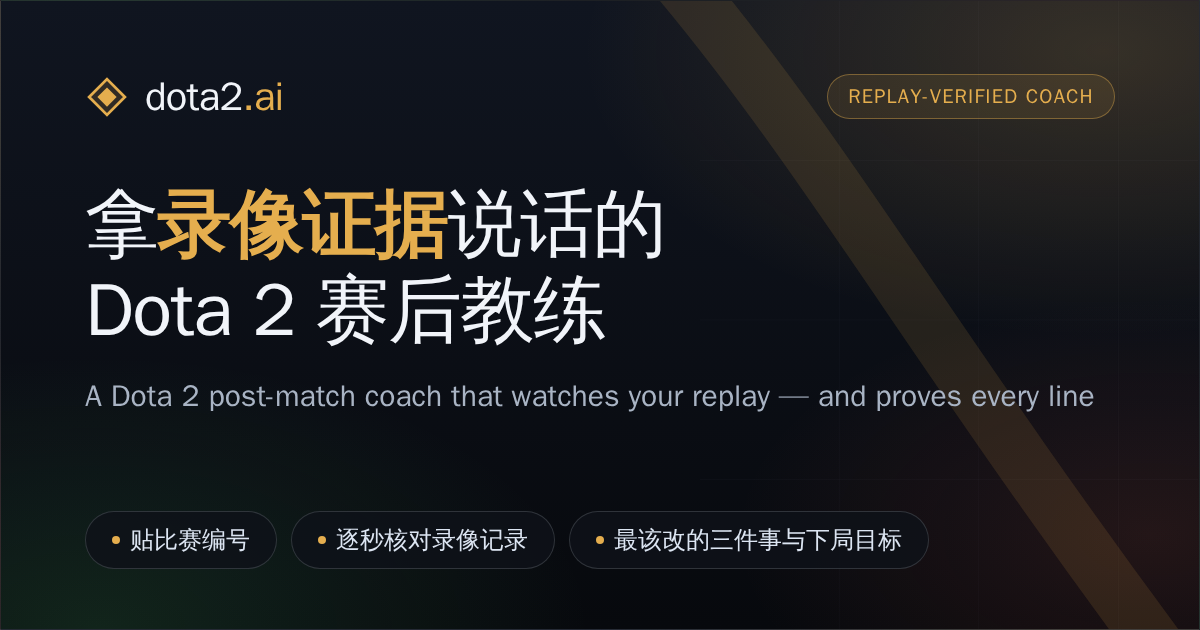 dota2.ai
REPLAY-VERIFIED COACH
拿录像证据说话的
Dota 2 赛后教练
A Dota 2 post-match coach that watches your replay — and proves every line
贴比赛编号
逐秒核对录像记录
最该改的三件事与下局目标